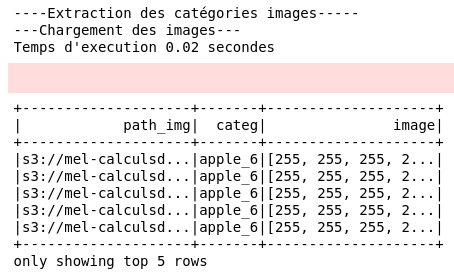 ----Extraction des catégories images-----
---Chargement des images---
Temps d'execution 0.02 secondes
+--------------------+-------+--------------------+
|            path_img|  categ|               image|
+--------------------+-------+--------------------+
|s3://mel-calculsd...|apple_6|[255, 255, 255, 2...|
|s3://mel-calculsd...|apple_6|[255, 255, 255, 2...|
|s3://mel-calculsd...|apple_6|[255, 255, 255, 2...|
|s3://mel-calculsd...|apple_6|[255, 255, 255, 2...|
|s3://mel-calculsd...|apple_6|[255, 255, 255, 2...|
+--------------------+-------+--------------------+
only showing top 5 rows